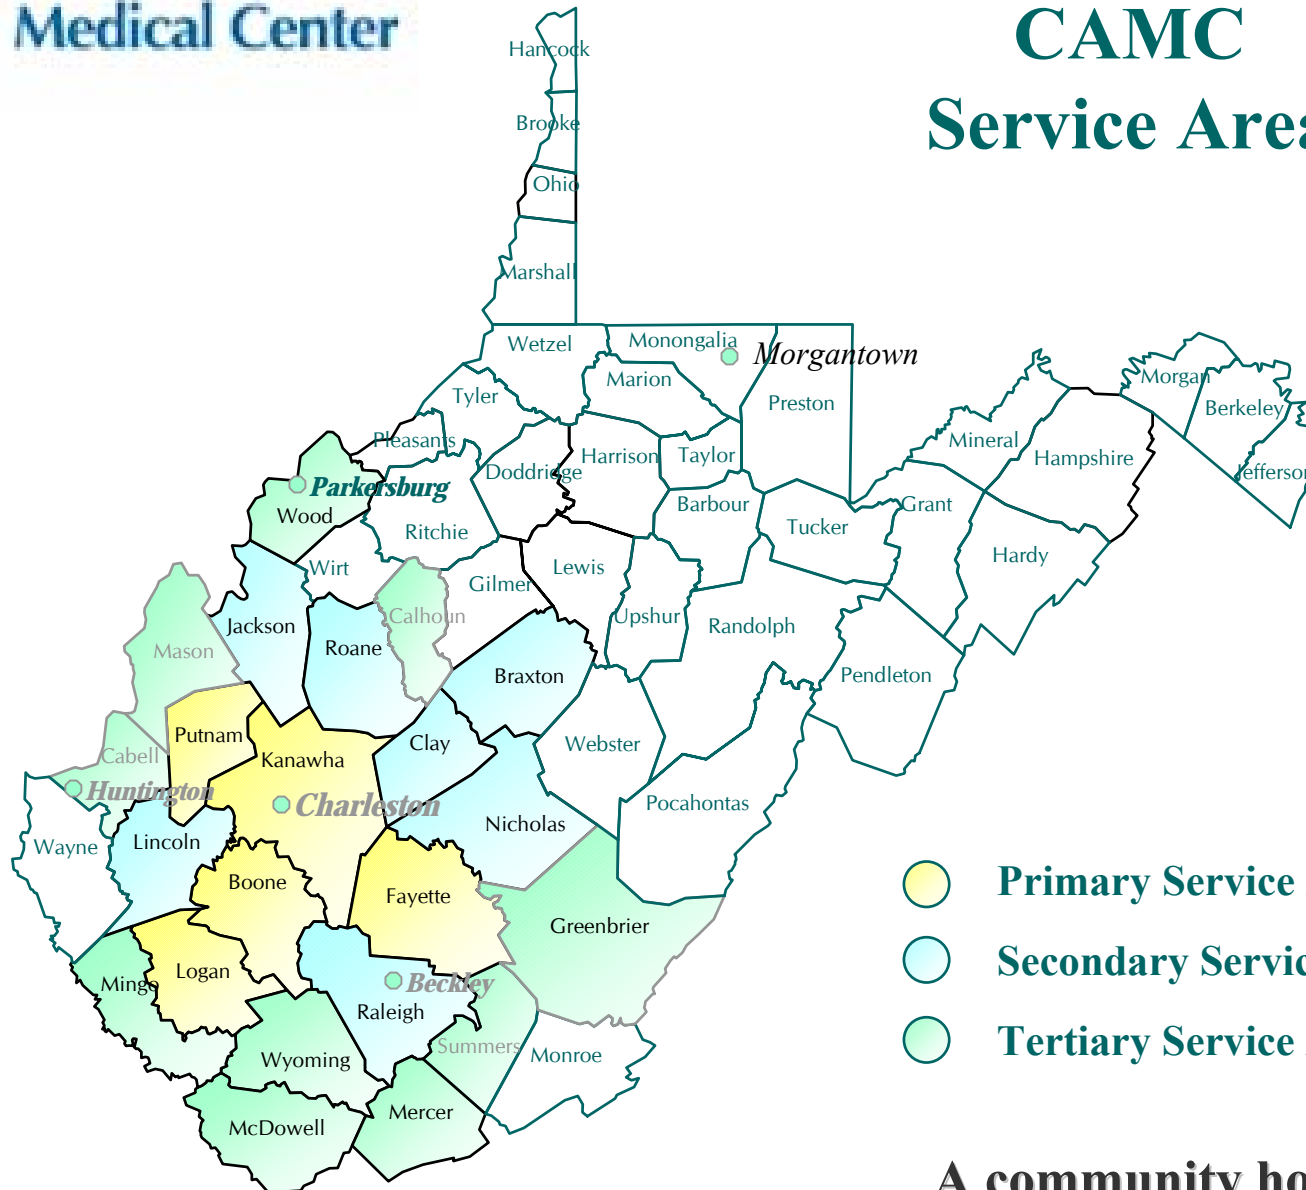 Medical Center
CAMC
Service Area
Hancock
Brooke
Ohio
Marshall
Wetzel
Monongalia
Morgantown
Marion
Tyler
Preston
Morgan
Berkeley
Jefferson
Pleasants
Doddridge
Harrison
Taylor
Mineral
Hampshire
Parkersburg
Wood
Ritchie
Barbour
Tucker
Grant
Hardy
Wirt
Gilmer
Lewis
Upshur
Randolph
Calhoun
Jackson
Roane
Mason
Braxton
Pendleton
Putnam
Kanawha
Clay
Webster
Cabell
Huntington
Charleston
Pocahontas
Nicholas
Wayne
Lincoln
Boone
Fayette
Greenbrier
Primary Service
Secondary Servic
Tertiary Service
Mingo
Logan
Beckley
Raleigh
Summers
Monroe
Wyoming
Mercer
McDowell
A community ho